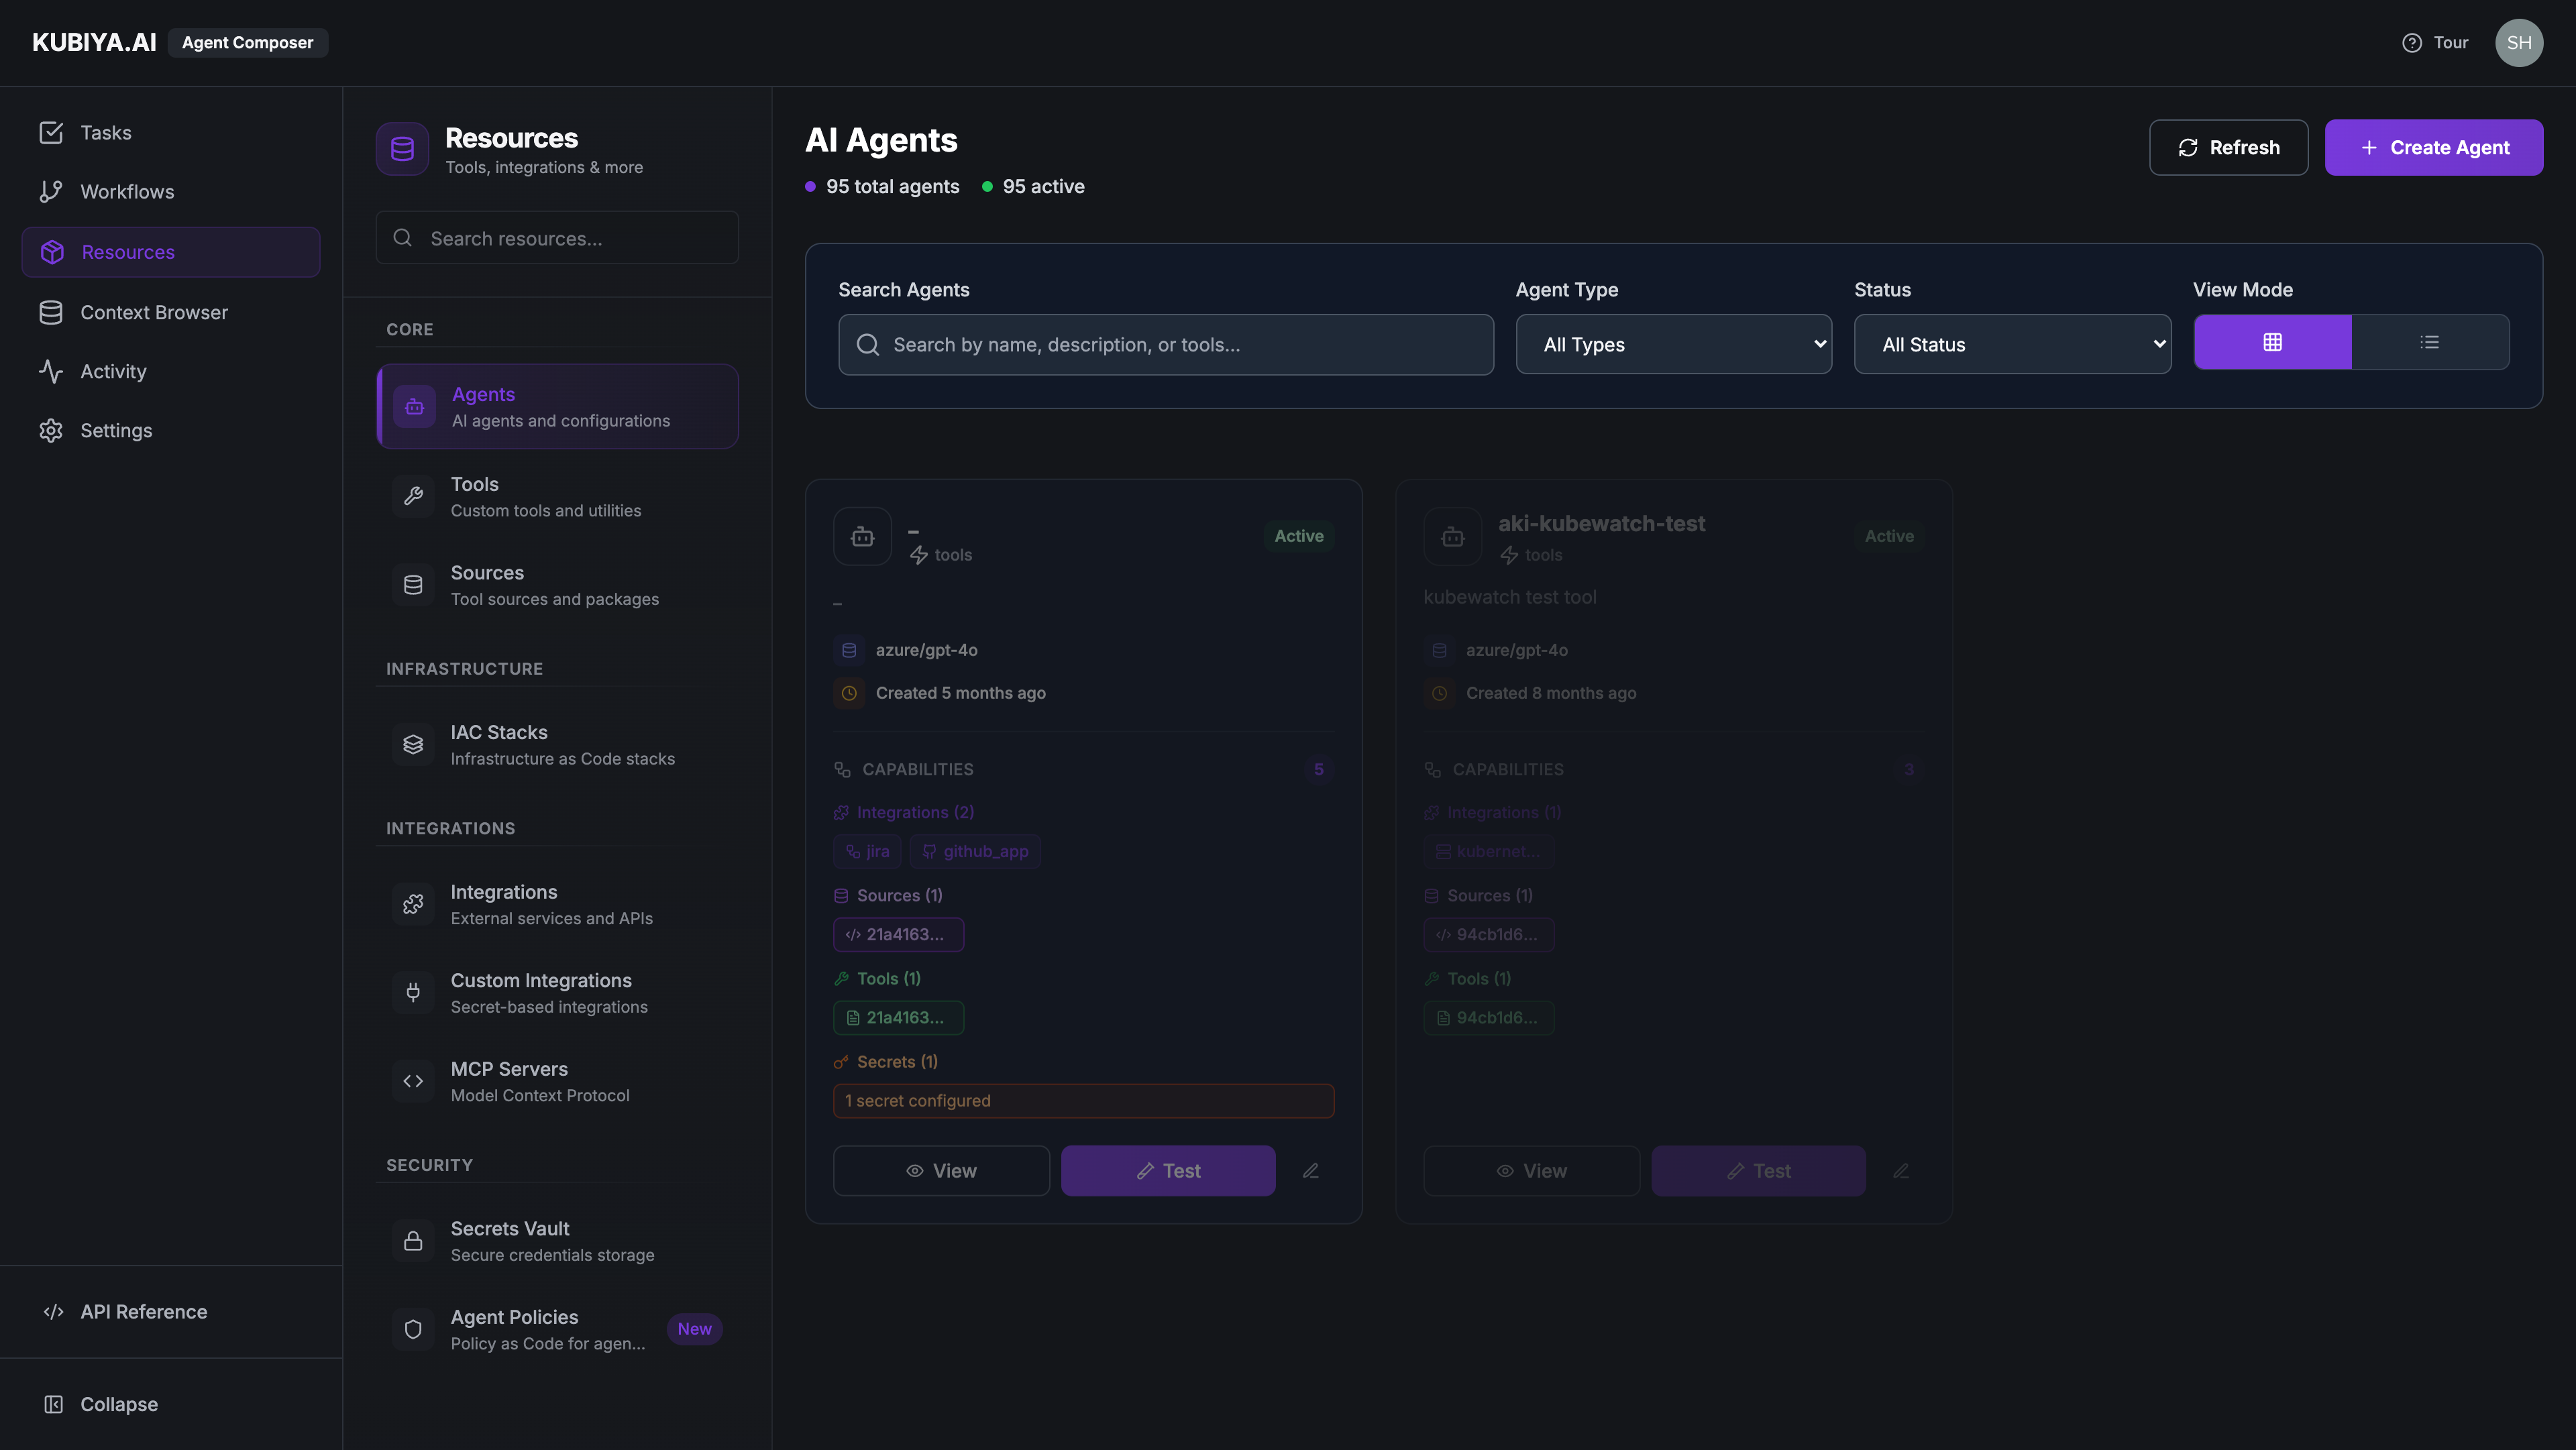 KUBIYA.AI
Agent Composer
Tour
SH
Tasks
Workflows
Resources
Context Browser
Activity
Settings
API Reference
Collapse
Resources
Tools, integrations & more
Search resources...
CORE
Agents
AI agents and configurations
Tools
Custom tools and utilities
Sources
Tool sources and packages
INFRASTRUCTURE
IAC Stacks
Infrastructure as Code stacks
INTEGRATIONS
Integrations
External services and APIs
Custom Integrations
Secret-based integrations
MCP Servers
Model Context Protocol
SECURITY
Secrets Vault
Secure credentials storage
Agent Policies
Policy as Code for agen...
New
AI Agents
95 total agents
95 active
Refresh
Create Agent
Search Agents
Search by name, description, or tools...
Agent Type
All Types
Status
All Status
View Mode
–
tools
Active
–
azure/gpt-4o
Created 5 months ago
CAPABILITIES
5
Integrations (2)
jira
github_app
Sources (1)
21a4163...
Tools (1)
21a4163...
Secrets (1)
1 secret configured
View
Test
aki-kubewatch-test
tools
Active
kubewatch test tool
azure/gpt-4o
Created 8 months ago
CAPABILITIES
3
Integrations (1)
kubernet...
Sources (1)
94cb1d6...
Tools (1)
94cb1d6...
View
Test